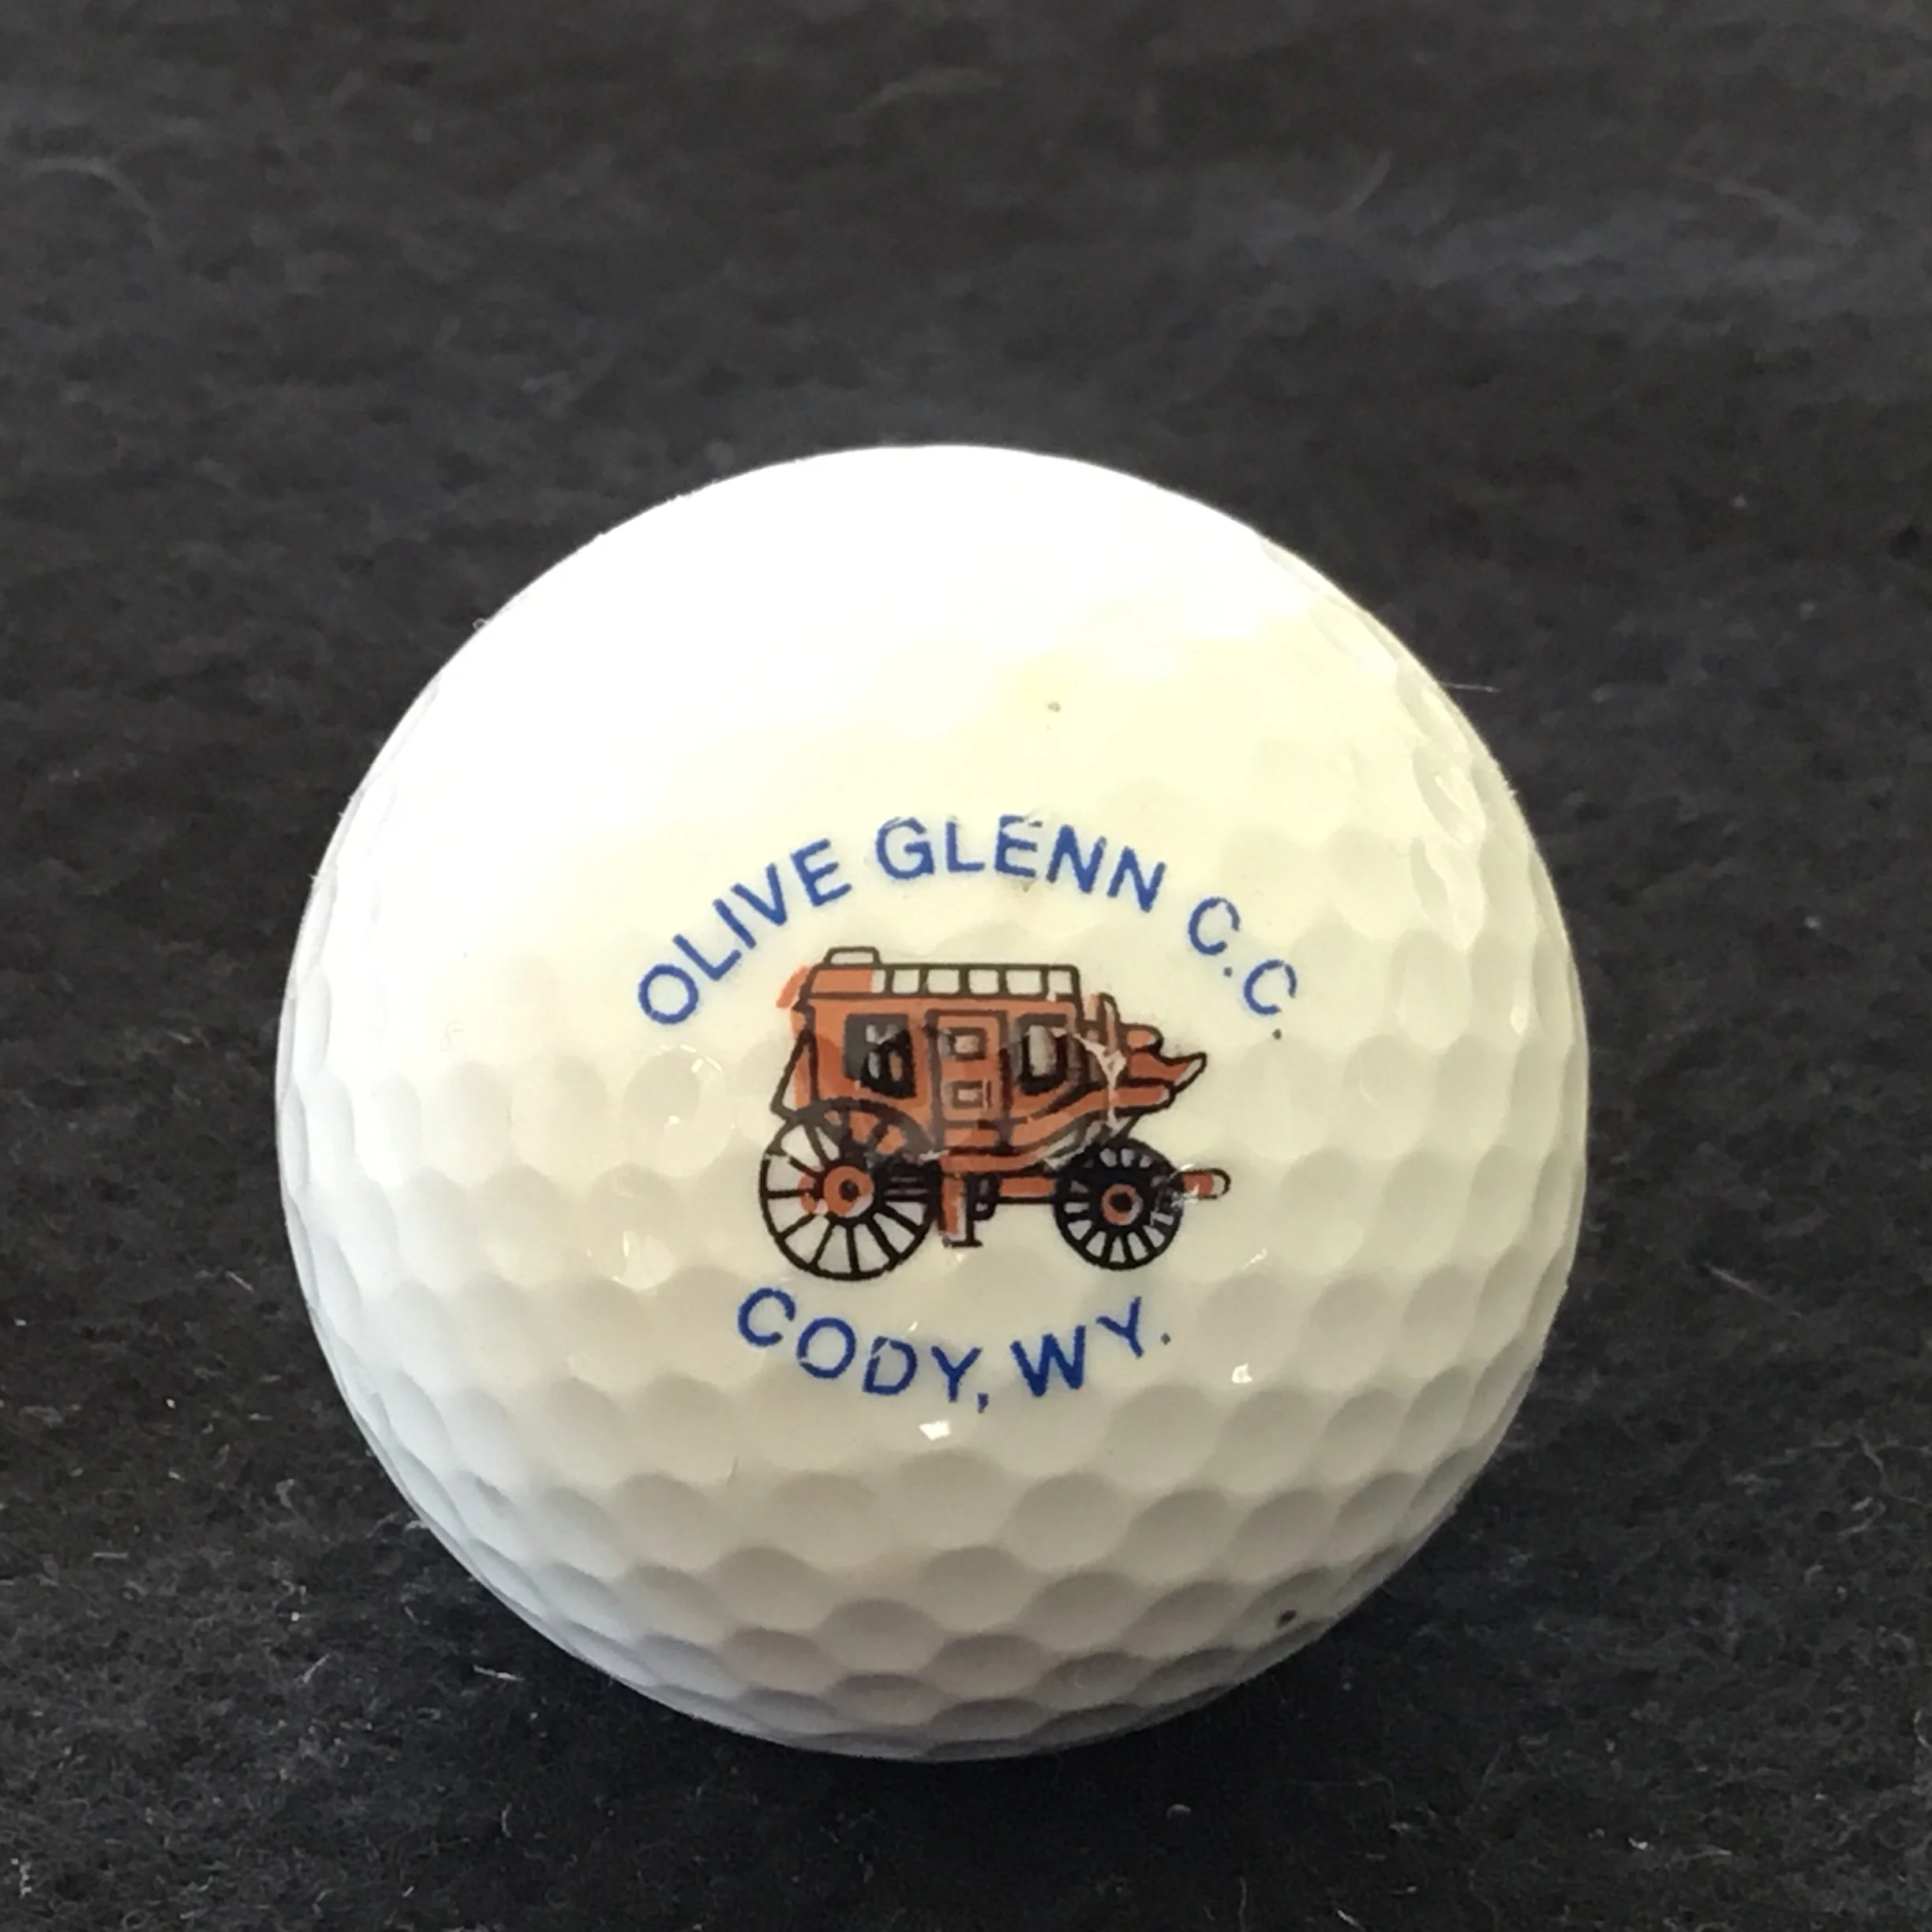 OLIVE GLENN C.C.
CODY, WY.